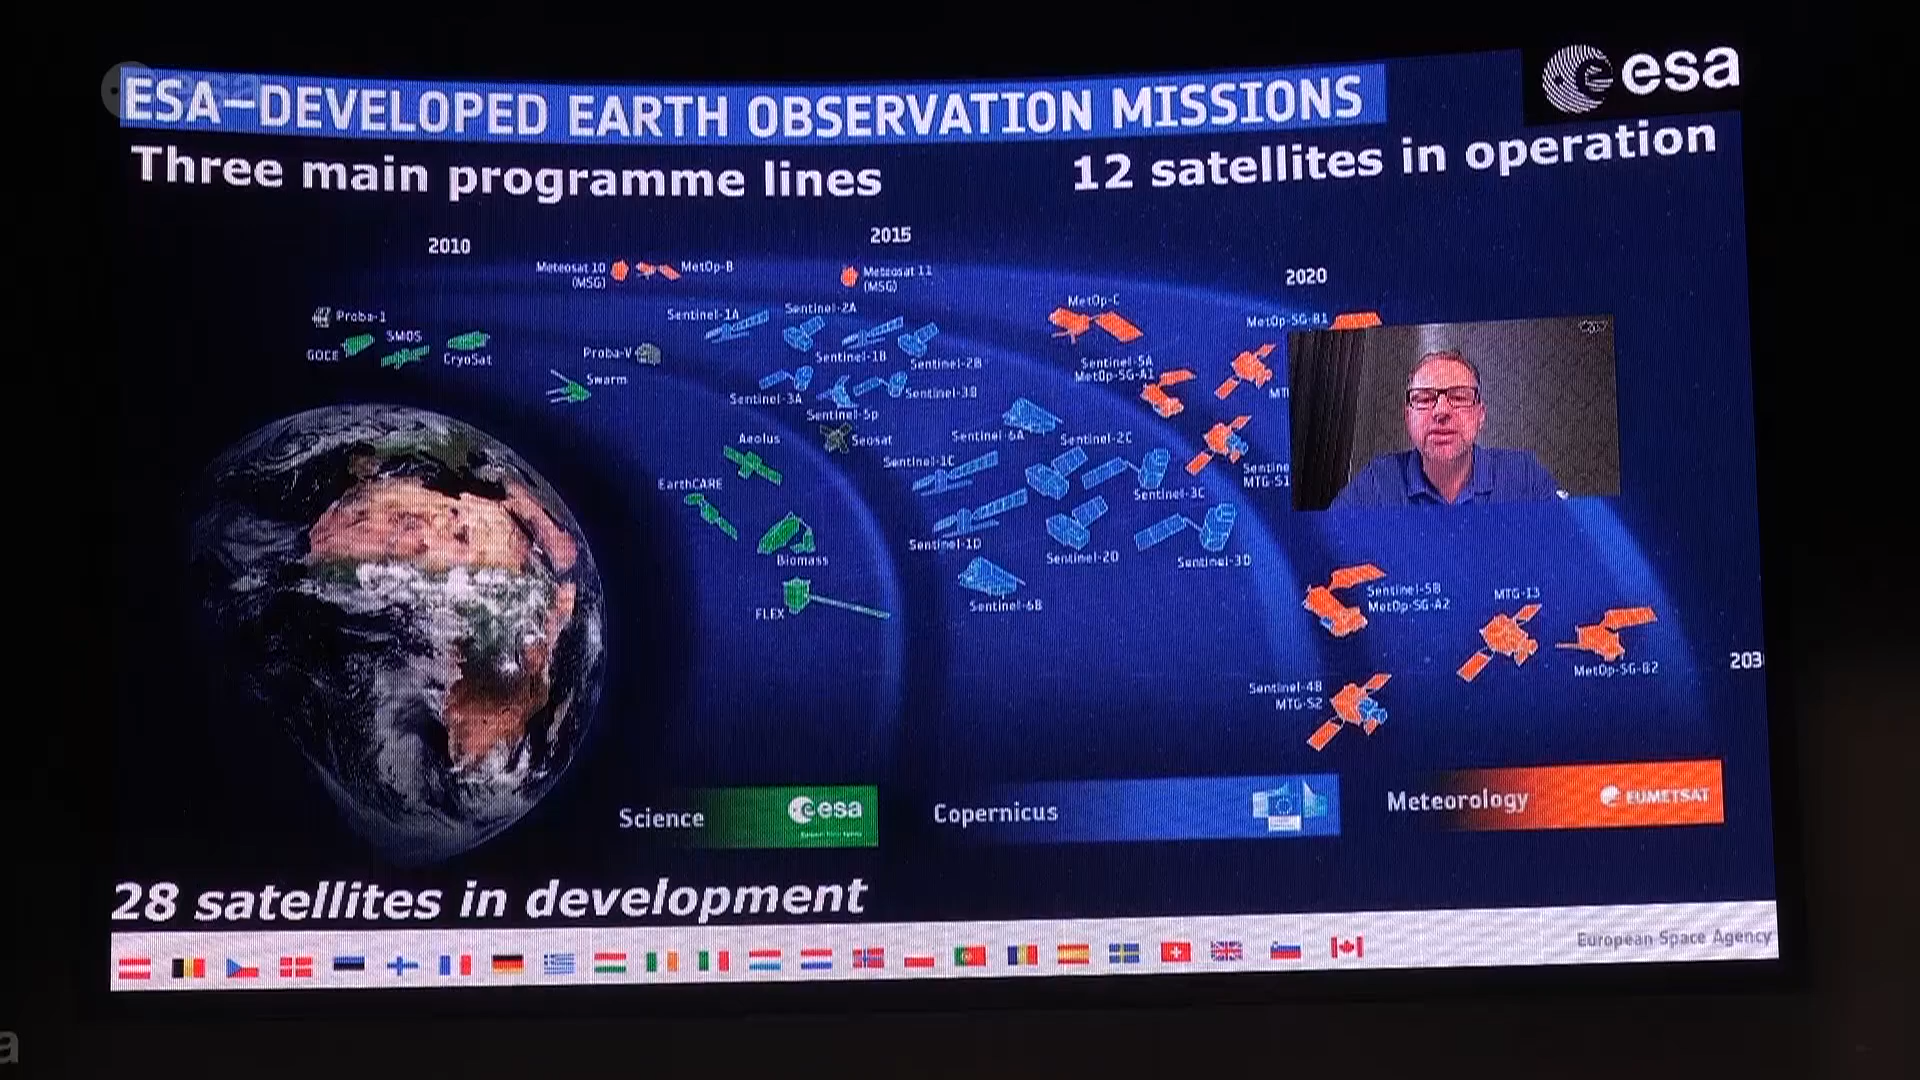 ESA–DEVELOPED EARTH OBSERVATION MISSIONS
esa
Three main programme lines
12 satellites in operation
2010
2015
2020
Meteosat 10
(MSG)
MetOp-B
Meteosat 11
(MSG)
MetOp-C
MetOp-SG-B1
Proba-1
GOCE
SMOS
CryoSat
Swarm
Proba-V
Sentinel-1A
Sentinel-2A
Sentinel-1B
Sentinel-2B
Sentinel-3A
Sentinel-3B
Sentinel-5p
Seosat
Sentinel-5A
MetOp-SG-A1
Aeolus
EarthCARE
Biomass
FLEX
Sentinel-6A
Sentinel-2C
Sentinel-1C
Sentinel-3C
Sentinel-1D
Sentinel-2D
Sentinel-3D
Sentinel-6B
MTG-S1
Sentinel-5B
MetOp-SG-A2
MTG-I3
MetOp-SG-B2
203
Sentinel-4B
MTG-S2
Science
esa
Copernicus
Meteorology
EUMETSAT
28 satellites in development
European Space Agency